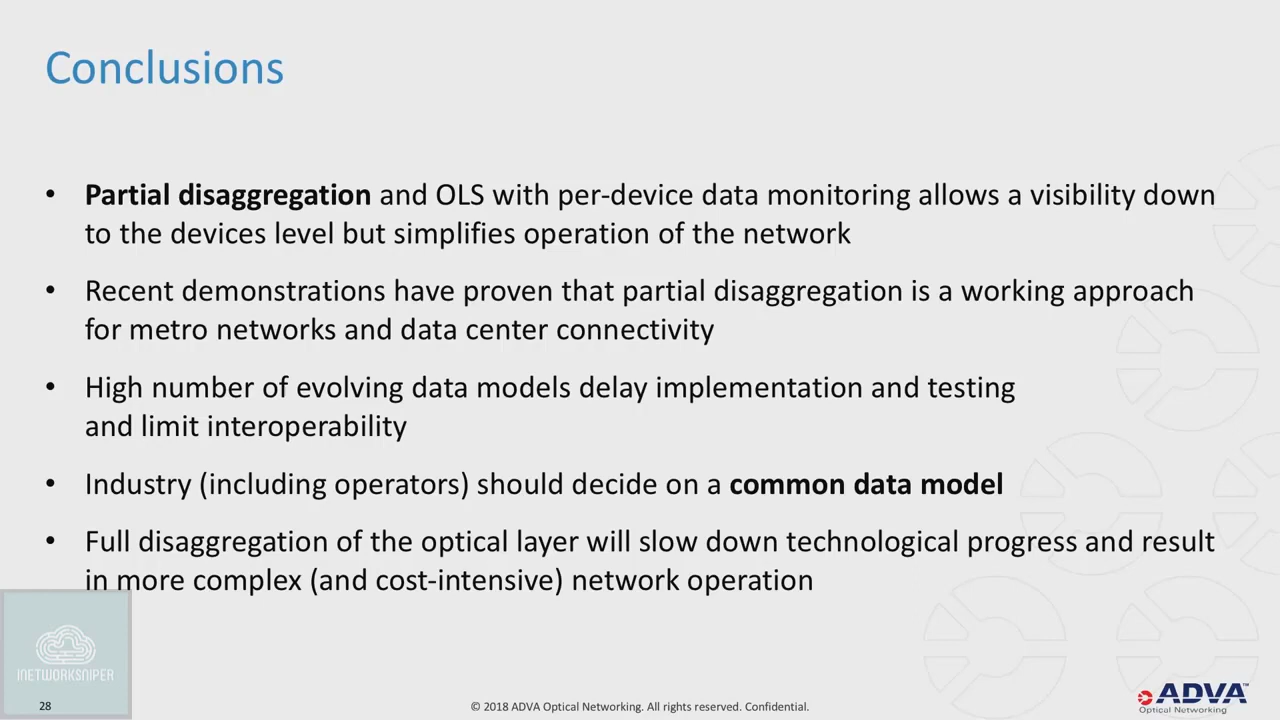 Conclusions
• Partial disaggregation and OLS with per-device data monitoring allows a visibility down
to the devices level but simplifies operation of the network
• Recent demonstrations have proven that partial disaggregation is a working approach
for metro networks and data center connectivity
• High number of evolving data models delay implementation and testing
and limit interoperability
• Industry (including operators) should decide on a common data model
• Full disaggregation of the optical layer will slow down technological progress and result
in more complex (and cost-intensive) network operation
INETWORKSNIPER
28
© 2018 ADVA Optical Networking. All rights reserved. Confidential.
ADVA™
Optical Networking